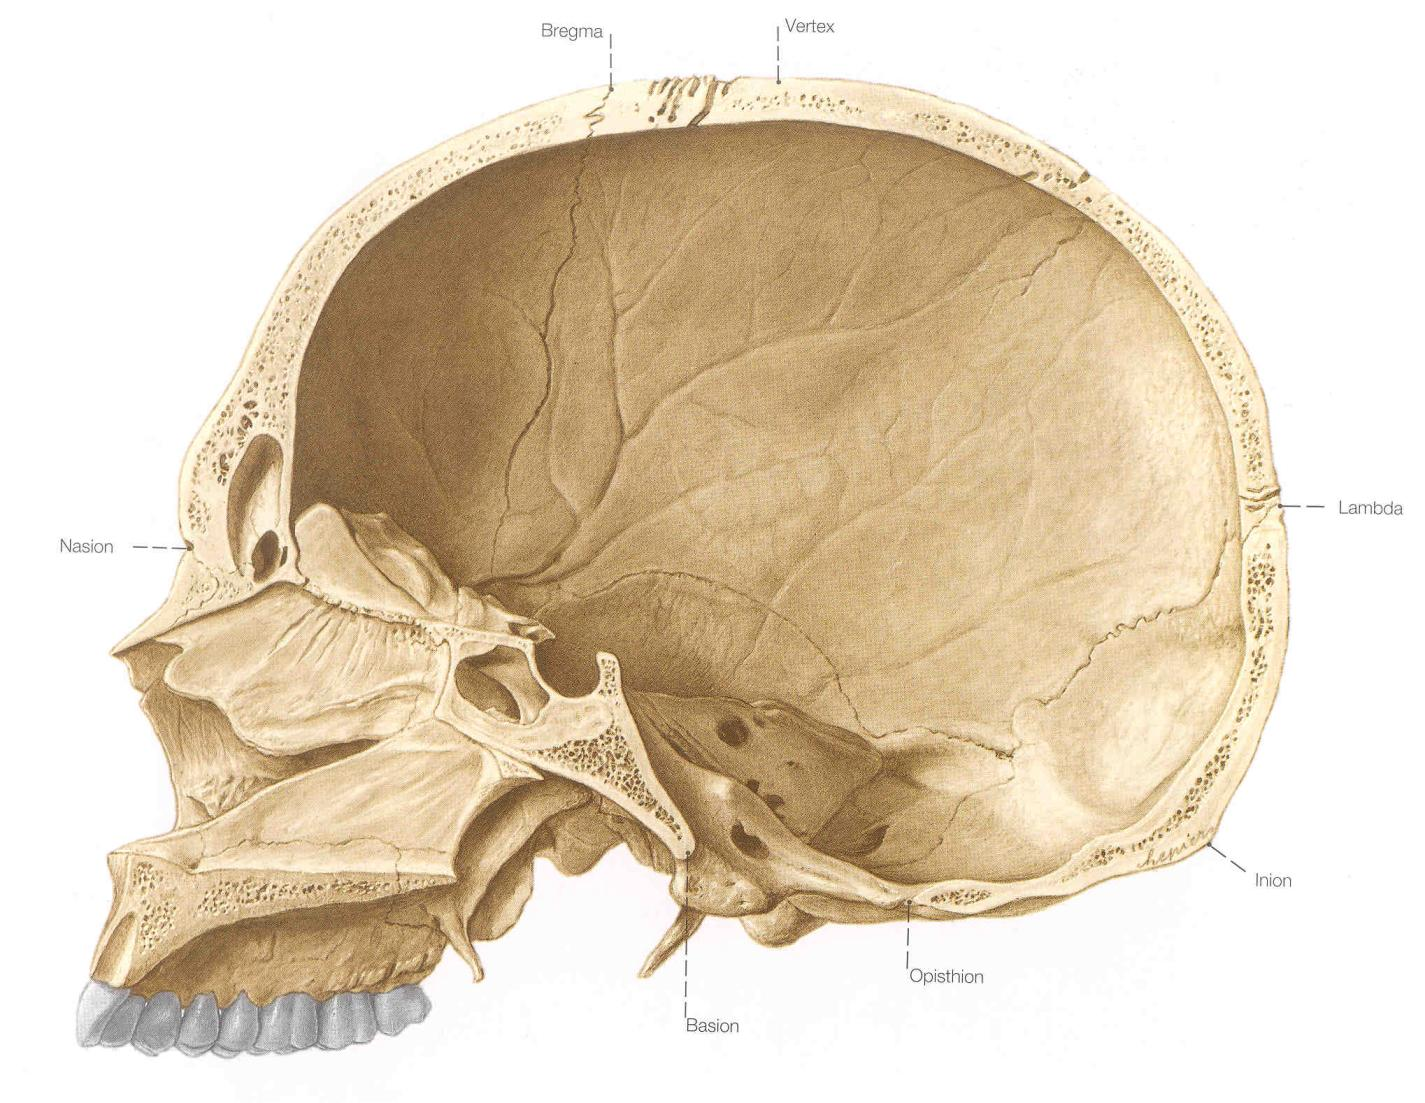 Bregma
Vertex
Nasion
Lambda
Inion
Opisthion
Basion